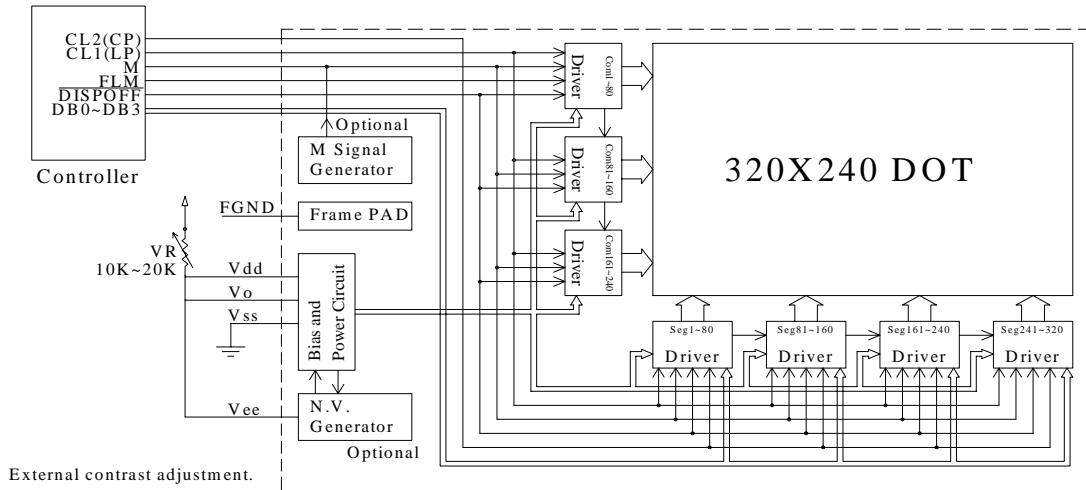 CL2(CP)
CL1(LP)
M
FLM
DISPOFF
DB0~DB3
Controller
Optional
M Signal
Generator
FGND
Frame PAD
VR
10K~20K
Vdd
Vo
Vss
Vee
Bias and
Power Circuit
N.V.
Generator
Optional
External contrast adjustment.
Driver
Com1~80
Driver
Com81~160
Driver
Com161~240
320X240 DOT
Seg1~80
Driver
Seg81~160
Driver
Seg161~240
Driver
Seg241~320
Driver